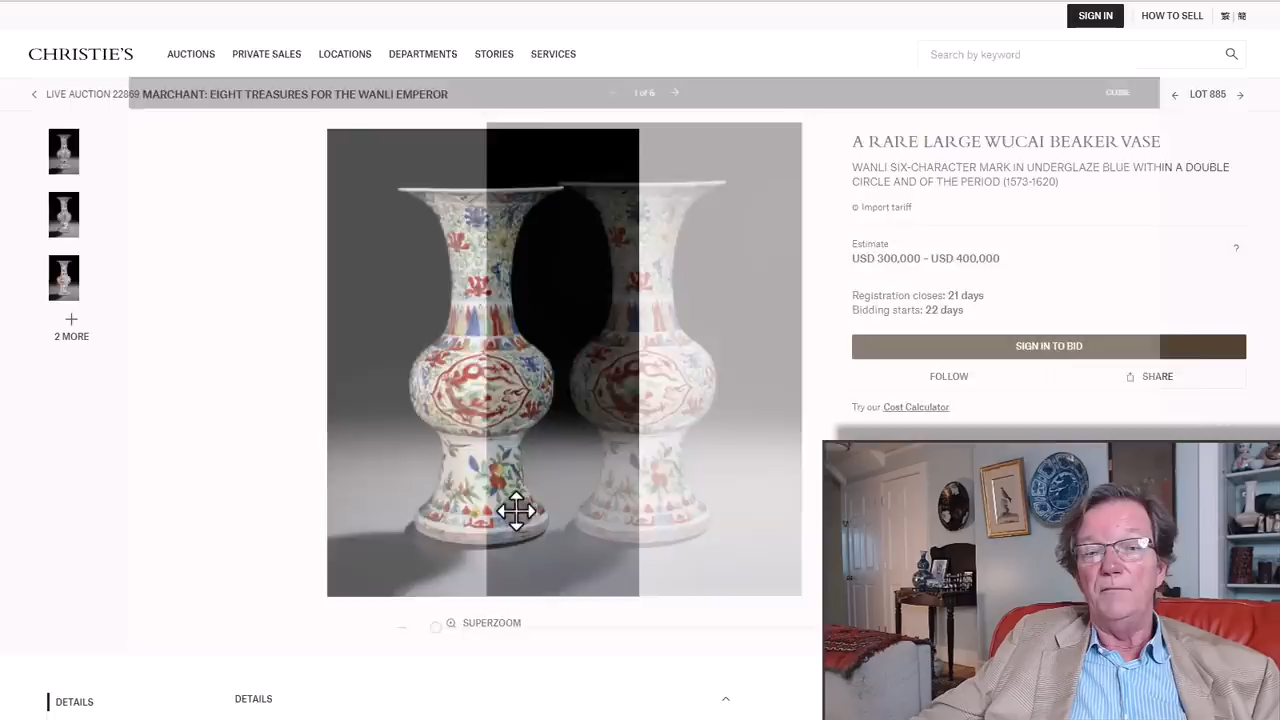 SIGN IN
HOW TO SELL
繁 | 簡
CHRISTIE'S
AUCTIONS
PRIVATE SALES
LOCATIONS
DEPARTMENTS
STORIES
SERVICES
Search by keyword
LIVE AUCTION 22869
MARCHANT: EIGHT TREASURES FOR THE WANLI EMPEROR
1 of 6
CLOSE
LOT 885
A RARE LARGE WUCAI BEAKER VASE
WANLI SIX-CHARACTER MARK IN UNDERGLAZE BLUE WITHIN A DOUBLE
CIRCLE AND OF THE PERIOD (1573-1620)
Import tariff
Estimate
?
USD 300,000 – USD 400,000
Registration closes: 21 days
Bidding starts: 22 days
SIGN IN TO BID
FOLLOW
SHARE
Try our Cost Calculator
2 MORE
SUPERZOOM
DETAILS
DETAILS